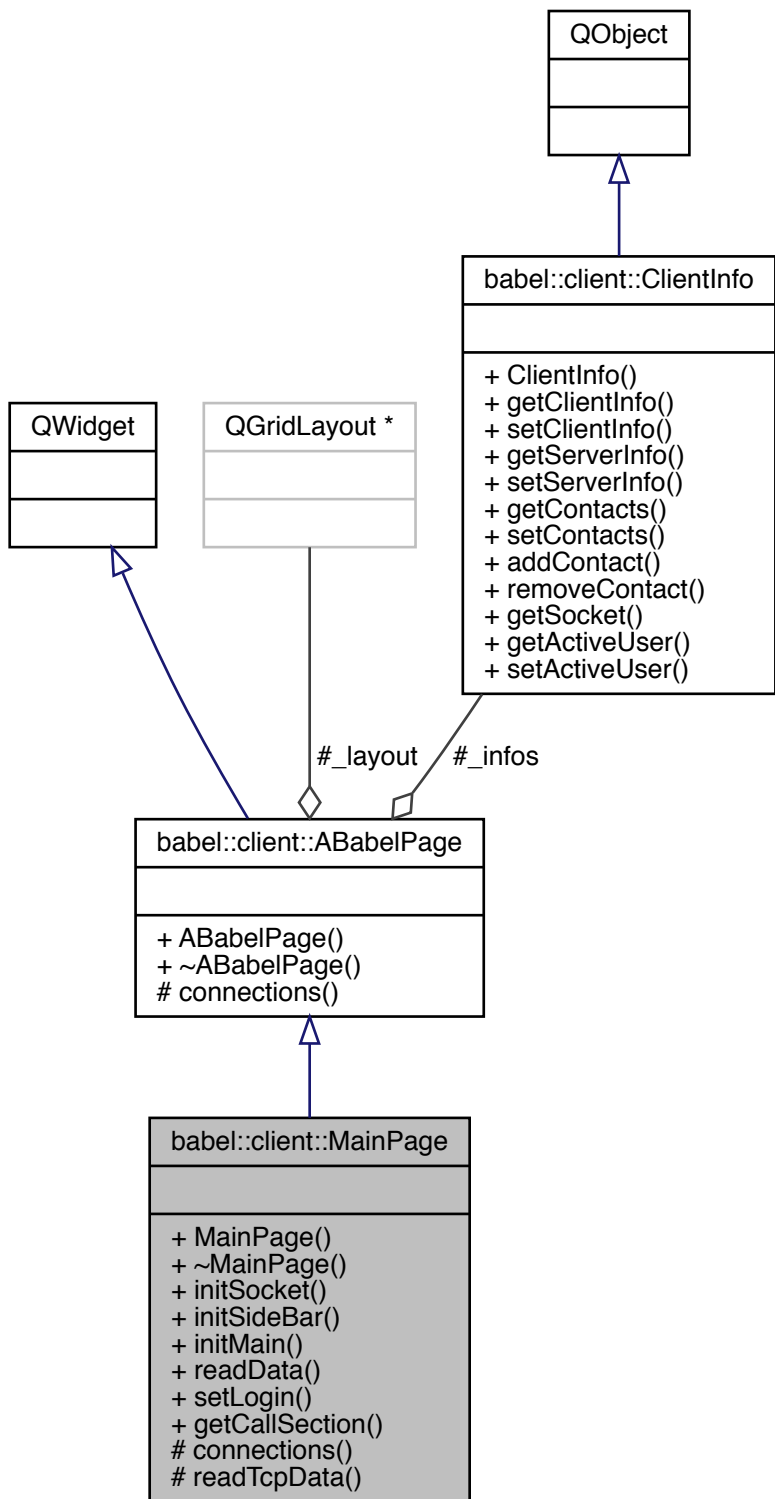 QObject
babel::client::ClientInfo
+ ClientInfo()
+ getClientInfo()
+ setClientInfo()
+ getServerInfo()
+ setServerInfo()
+ getContacts()
+ setContacts()
+ addContact()
+ removeContact()
+ getSocket()
+ getActiveUser()
+ setActiveUser()
QWidget
QGridLayout *
#_layout
#_infos
babel::client::ABabelPage
+ ABabelPage()
+ ~ABabelPage()
# connections()
babel::client::MainPage
+ MainPage()
+ ~MainPage()
+ initSocket()
+ initSideBar()
+ initMain()
+ readData()
+ setLogin()
+ getCallSection()
# connections()
# readTcpData()